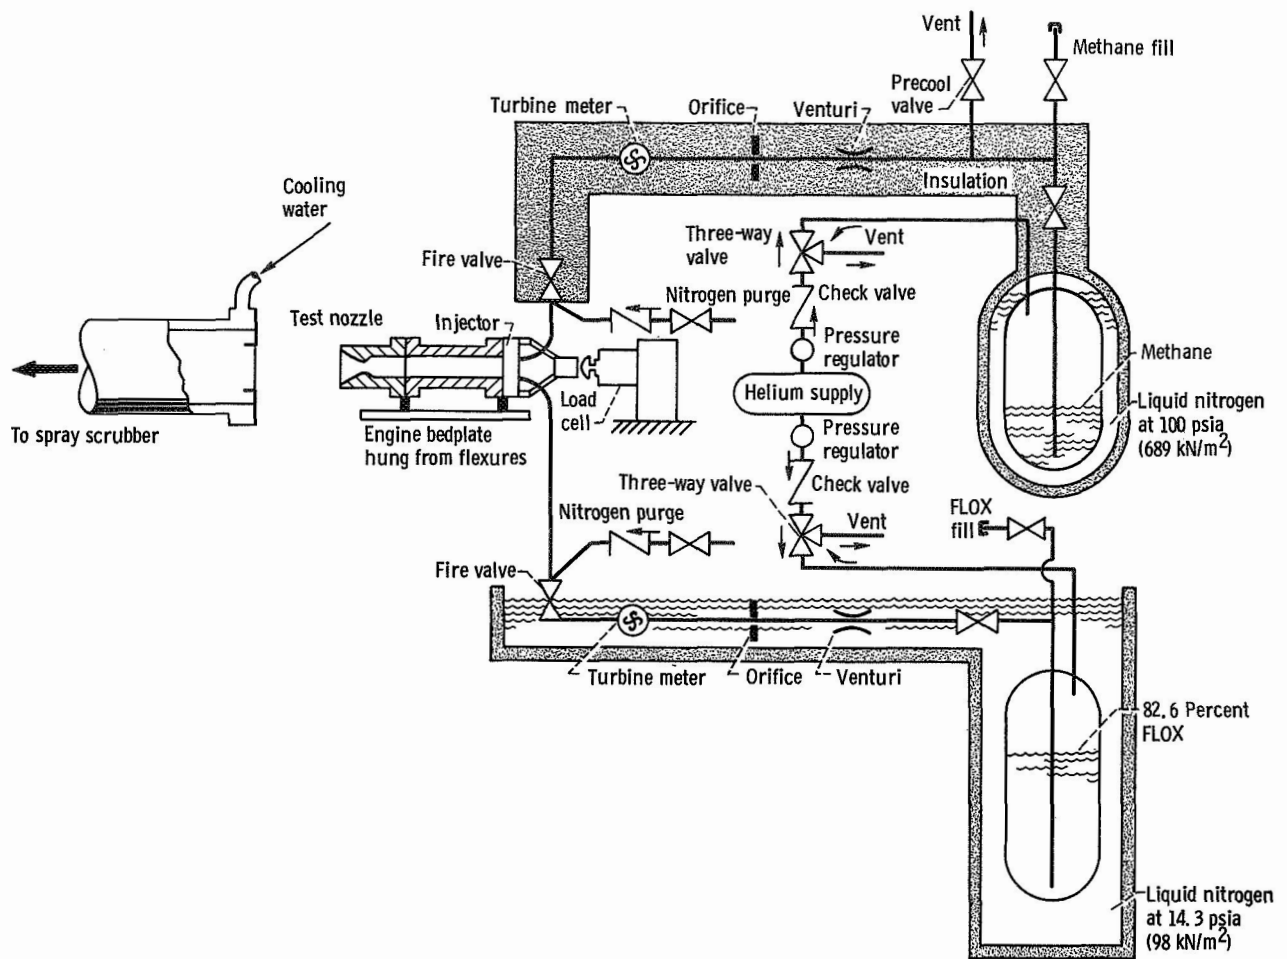 Vent
Methane fill
Precool
valve
Turbine meter
Orifice
Venturi
Insulation
Cooling
water
Three-way
valve
Vent
Fire valve
Nitrogen purge
Check valve
Test nozzle
Injector
Pressure
regulator
Methane
Helium supply
Load
cell
Liquid nitrogen
at 100 psia
(689 kN/m2)
To spray scrubber
Engine bedplate
hung from flexures
Pressure
regulator
Three-way valve
Check valve
Nitrogen purge
Vent
FLOX
fill
Fire valve
Turbine meter
Orifice
Venturi
82.6 Percent
FLOX
Liquid nitrogen
at 14.3 psia
(98 kN/m2)